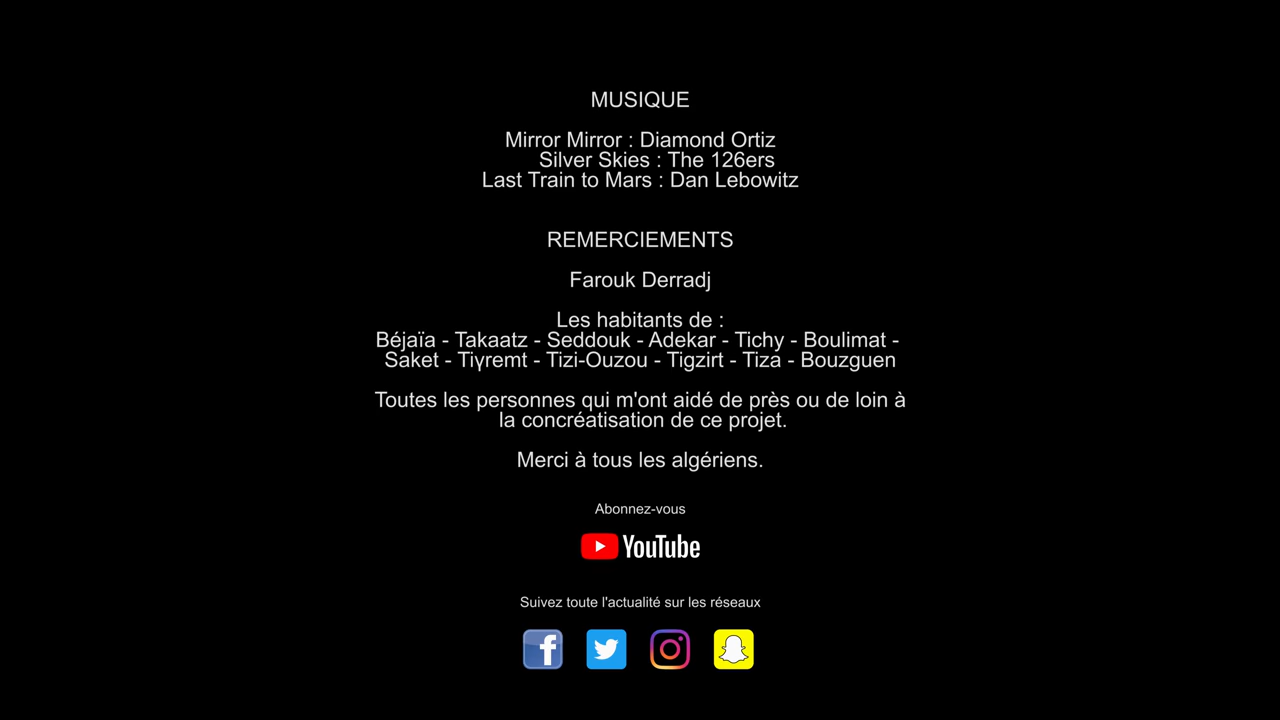 MUSIQUE
Mirror Mirror : Diamond Ortiz
Silver Skies : The 126ers
Last Train to Mars : Dan Lebowitz
REMERCIEMENTS
Farouk Derradj
Les habitants de :
Béjaïa - Takaatz - Seddouk - Adekar - Tichy - Boulimat -
Saket - Tiγremt - Tizi-Ouzou - Tigzirt - Tiza - Bouzguen
Toutes les personnes qui m'ont aidé de près ou de loin à
la concréatisation de ce projet.
Merci à tous les algériens.
Abonnez-vous
YouTube
Suivez toute l'actualité sur les réseaux
f